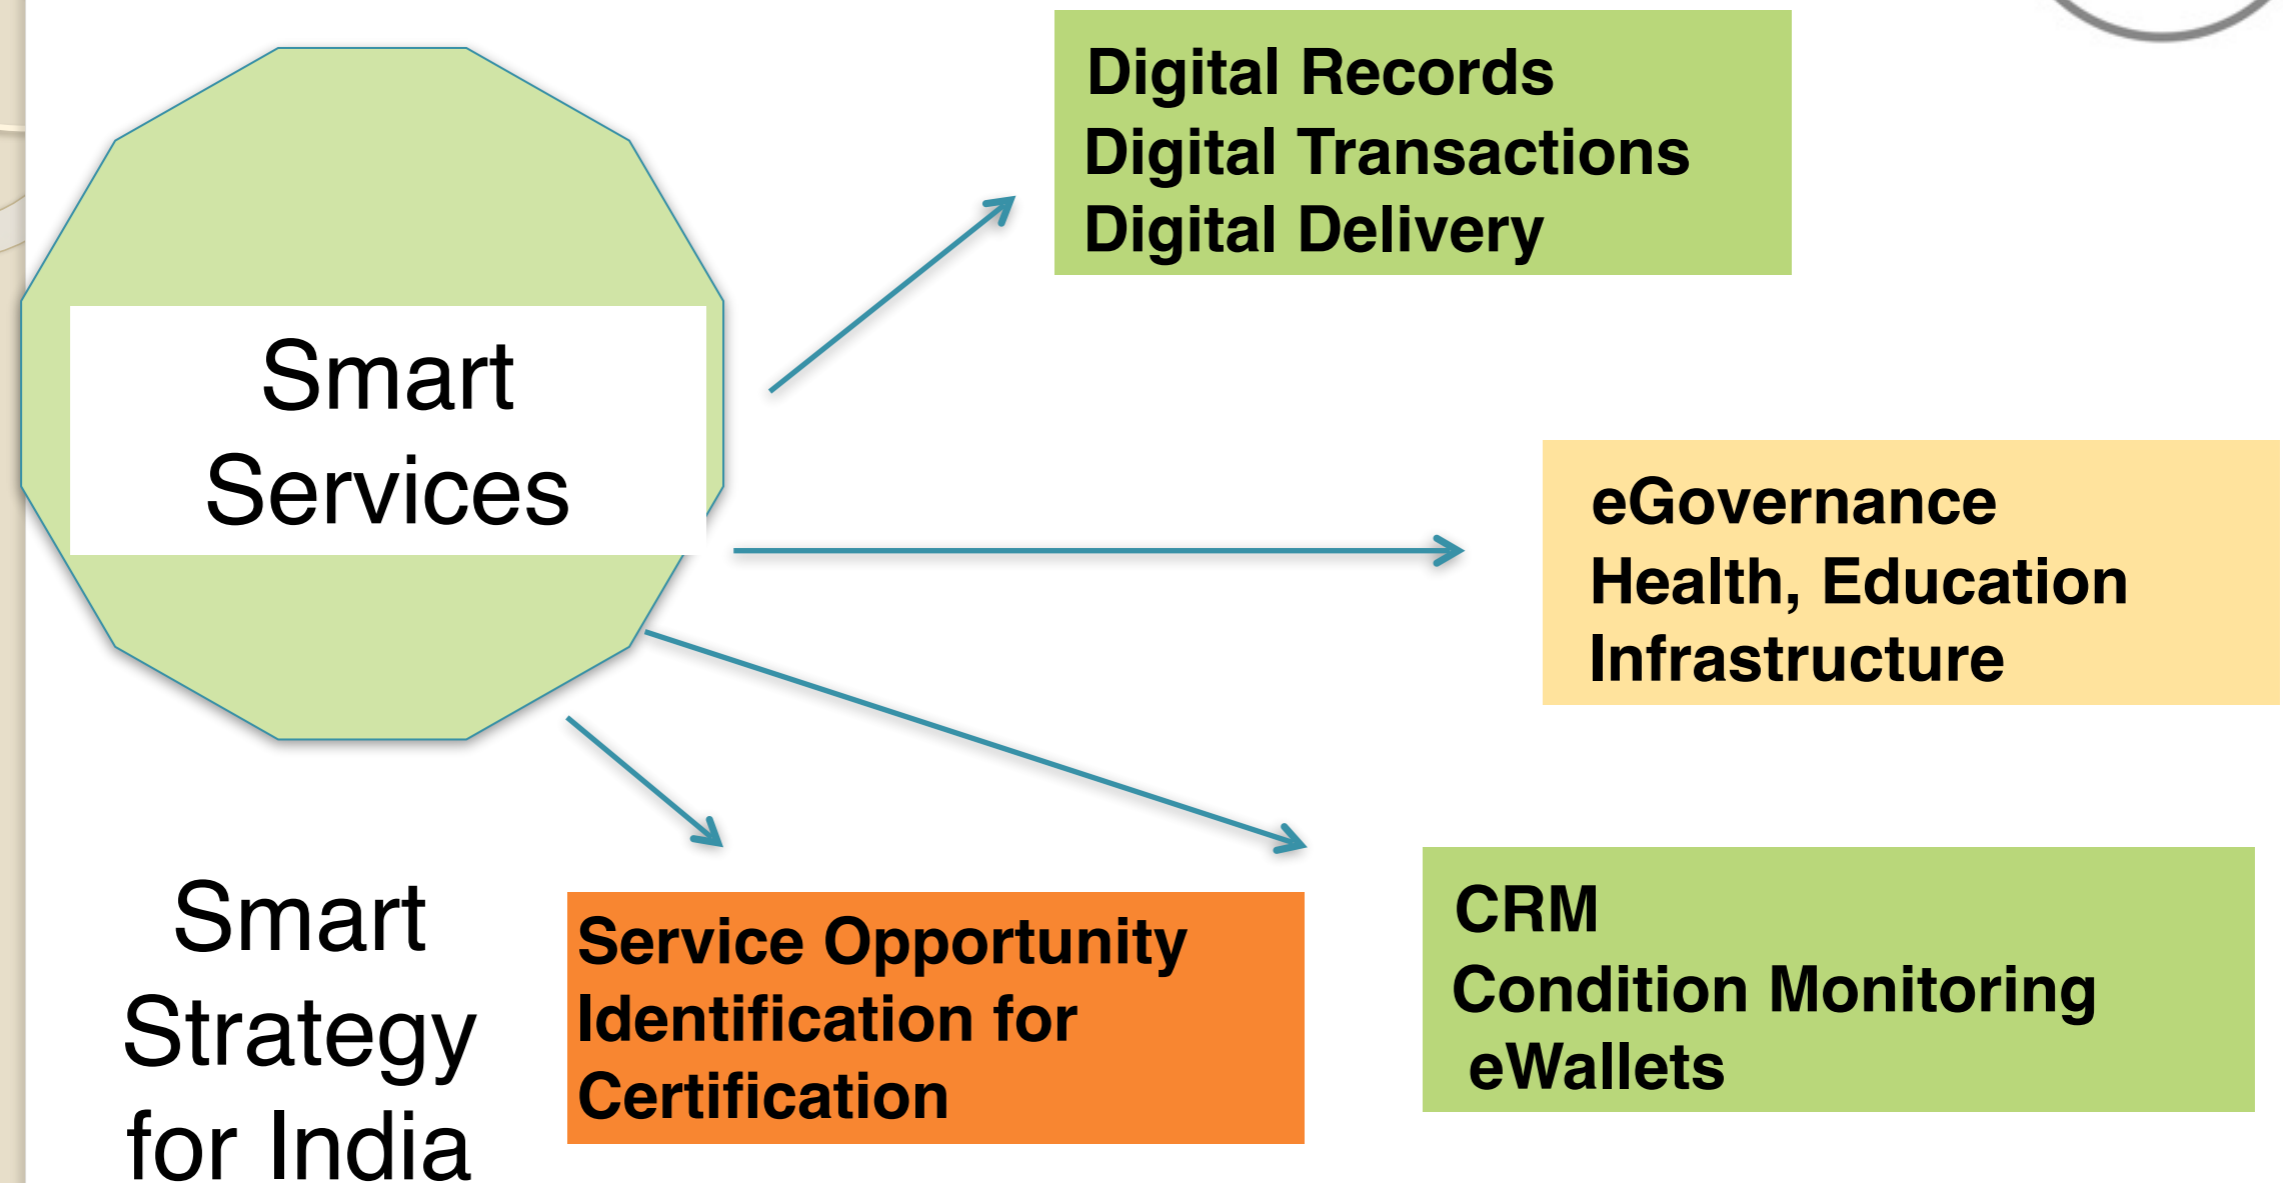 Digital Records
Digital Transactions
Digital Delivery
Smart
Services
eGovernance
Health, Education
Infrastructure
Smart
Strategy
for India
Service Opportunity
Identification for
Certification
CRM
Condition Monitoring
eWallets